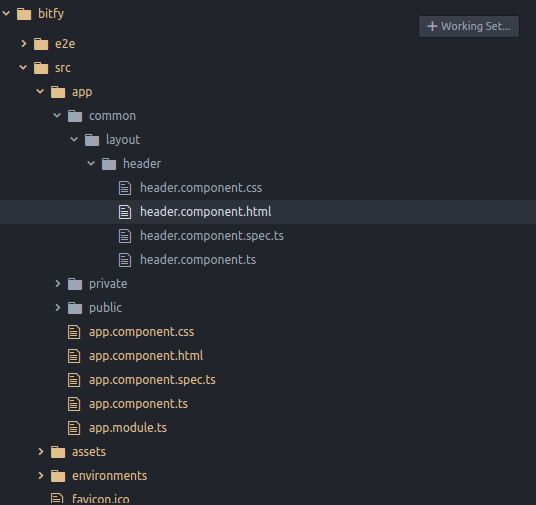 bitfy
+ Working Set...
e2e
src
app
common
layout
header
header.component.css
header.component.html
header.component.spec.ts
header.component.ts
private
public
app.component.css
app.component.html
app.component.spec.ts
app.component.ts
app.module.ts
assets
environments
favicon.ico